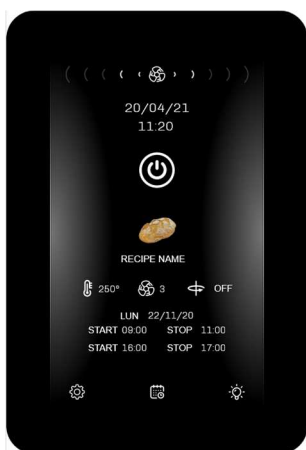 20/04/21
11:20
RECIPE NAME
250° 3 OFF
LUN 22/11/20
START 09:00 STOP 11:00
START 16:00 STOP 17:00